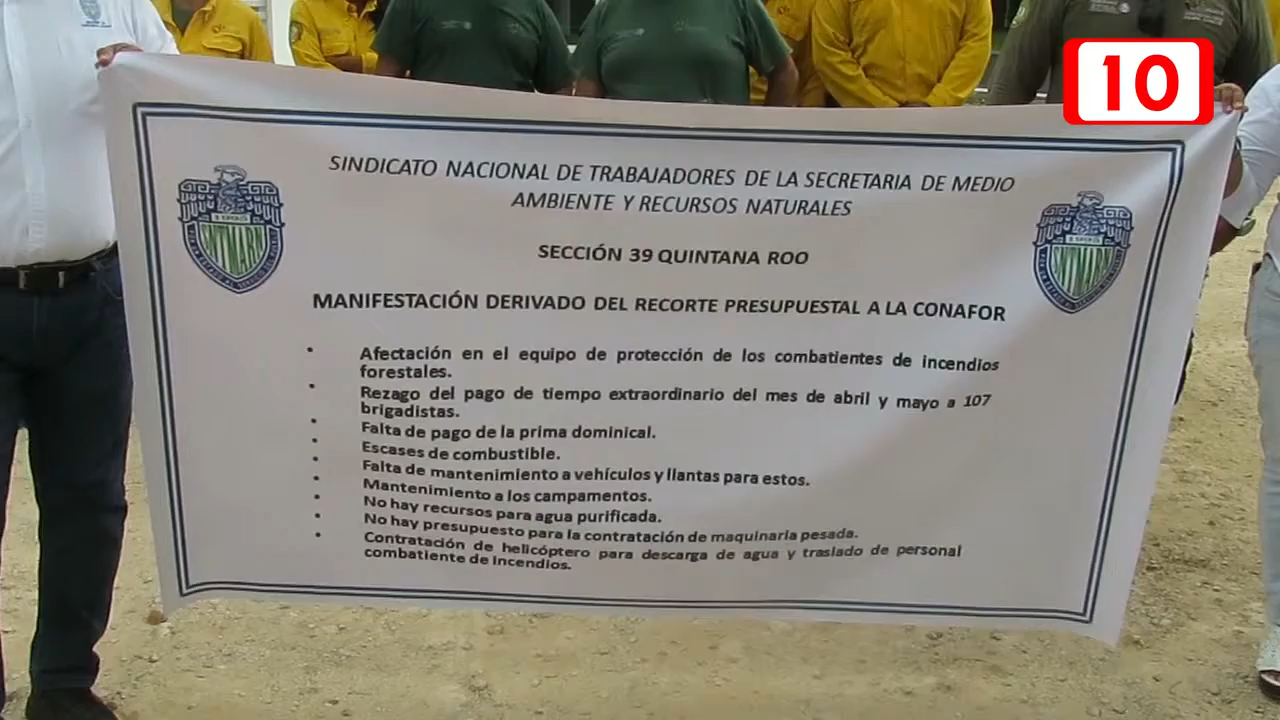 10
SINDICATO NACIONAL DE TRABAJADORES DE LA SECRETARIA DE MEDIO
AMBIENTE Y RECURSOS NATURALES
SNTMARN
SNTMARN
SECCIÓN 39 QUINTANA ROO
MANIFESTACIÓN DERIVADO DEL RECORTE PRESUPUESTAL A LA CONAFOR
• Afectación en el equipo de protección de los combatientes de incendios
forestales.
• Rezago del pago de tiempo extraordinario del mes de abril y mayo a 107
brigadistas.
• Falta de pago de la prima dominical.
• Escases de combustible.
• Falta de mantenimiento a vehículos y llantas para estos.
• Mantenimiento a los campamentos.
• No hay recursos para agua purificada.
• No hay presupuesto para la contratación de maquinaria pesada.
• Contratación de helicóptero para descarga de agua y traslado de personal
combatiente de incendios.